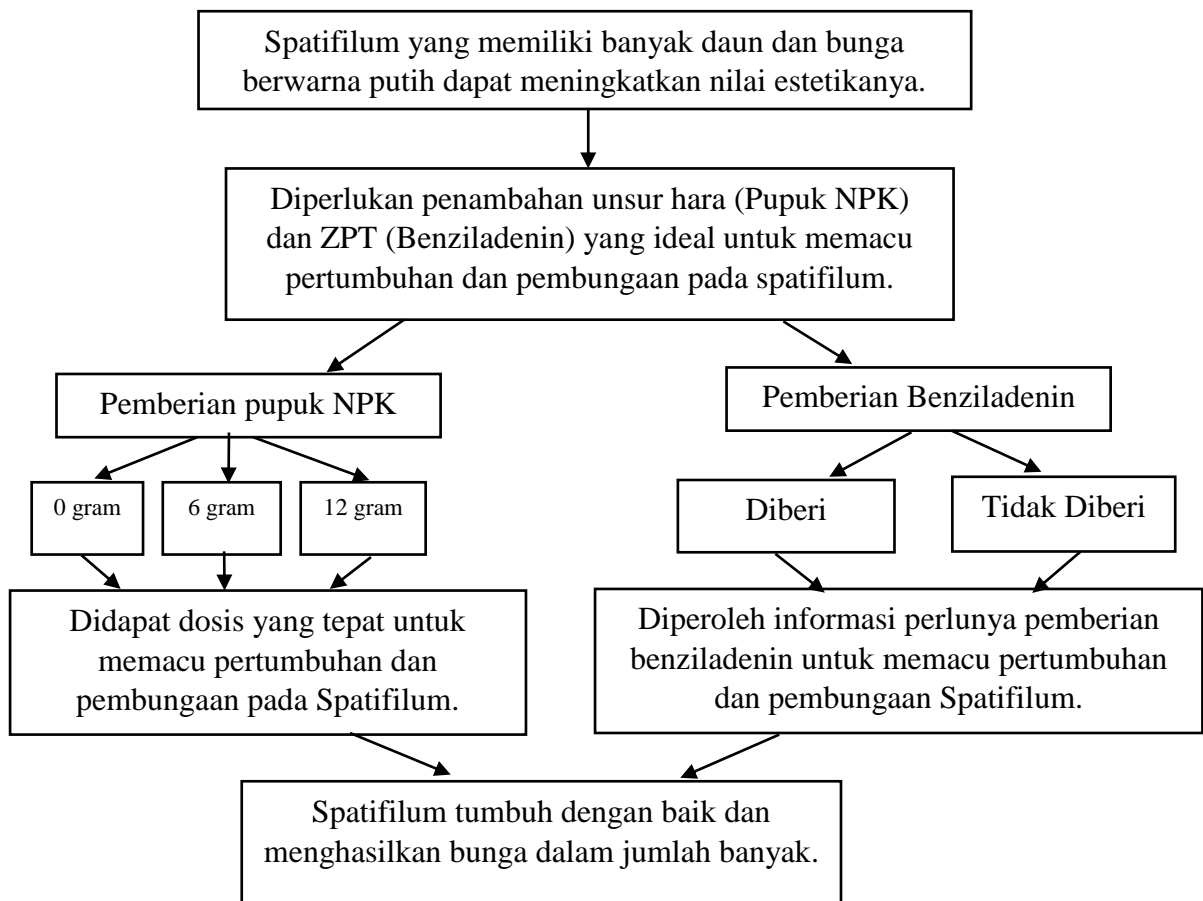 Spatifilum yang memiliki banyak daun dan bunga
berwarna putih dapat meningkatkan nilai estetikanya.
Diperlukan penambahan unsur hara (Pupuk NPK)
dan ZPT (Benziladenin) yang ideal untuk memacu
pertumbuhan dan pembungaan pada spatifilum.
Pemberian pupuk NPK
Pemberian Benziladenin
0 gram
6 gram
12 gram
Diberi
Tidak Diberi
Didapat dosis yang tepat untuk
memacu pertumbuhan dan
pembungaan pada Spatifilum.
Diperoleh informasi perlunya pemberian
benziladenin untuk memacu pertumbuhan
dan pembungaan Spatifilum.
Spatifilum tumbuh dengan baik dan
menghasilkan bunga dalam jumlah banyak.